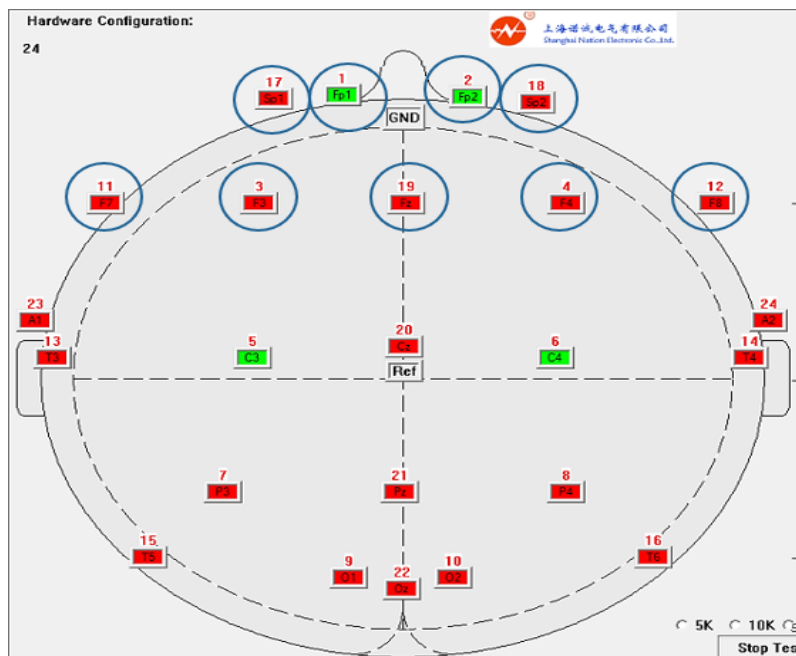 Hardware Configuration:
上海诺诚电气有限公司
Shanghai Nation Electronic Co.,Ltd.
24
17 1 2 18
Sp1 Fp1 Fp2 Sp2
GND
11 3 19 4 12
F7 F3 Fz F4 F8
23 24
A1 A2
13 5 20 6 14
T3 C3 Cz C4 T4
Ref
7 21 8
P3 Pz P4
15 16
T5 T6
9 22 10
O1 Oz O2
5K 10K
Stop Tes